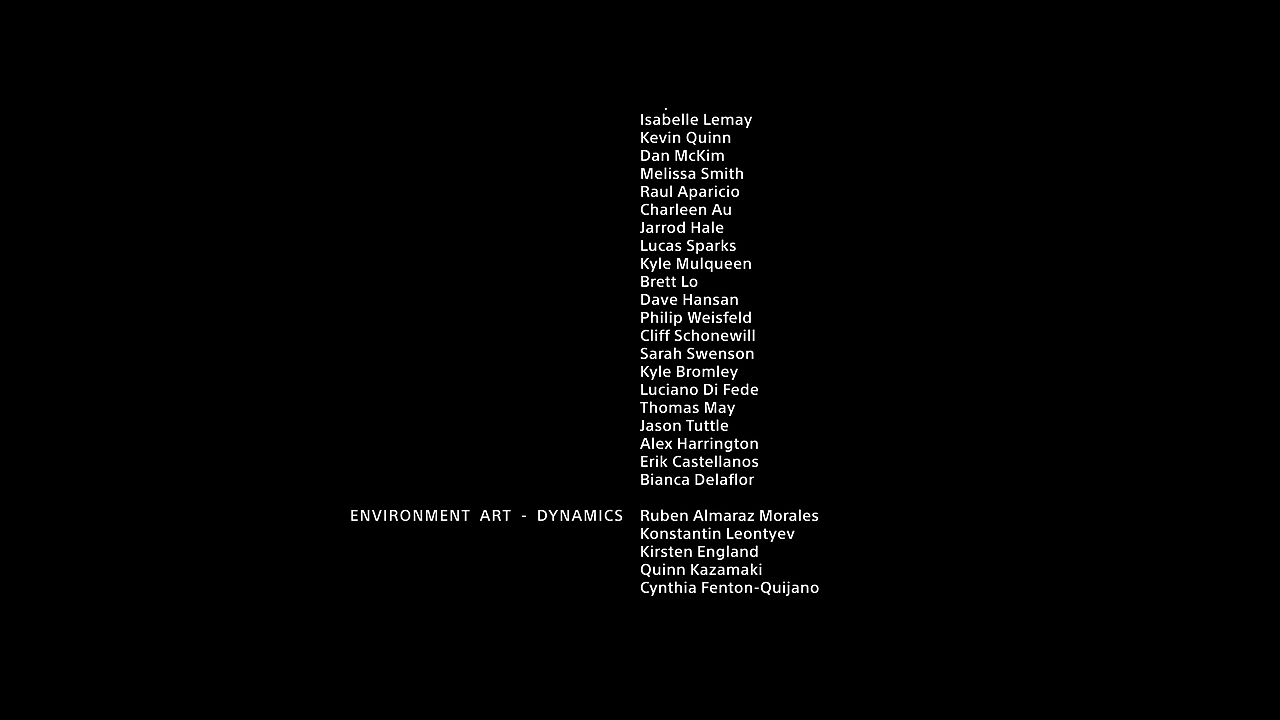 Isabelle Lemay
Kevin Quinn
Dan McKim
Melissa Smith
Raul Aparicio
Charleen Au
Jarrod Hale
Lucas Sparks
Kyle Mulqueen
Brett Lo
Dave Hansan
Philip Weisfeld
Cliff Schonewill
Sarah Swenson
Kyle Bromley
Luciano Di Fede
Thomas May
Jason Tuttle
Alex Harrington
Erik Castellanos
Bianca Delaflor
ENVIRONMENT ART - DYNAMICS Ruben Almaraz Morales
Konstantin Leontyev
Kirsten England
Quinn Kazamaki
Cynthia Fenton-Quijano